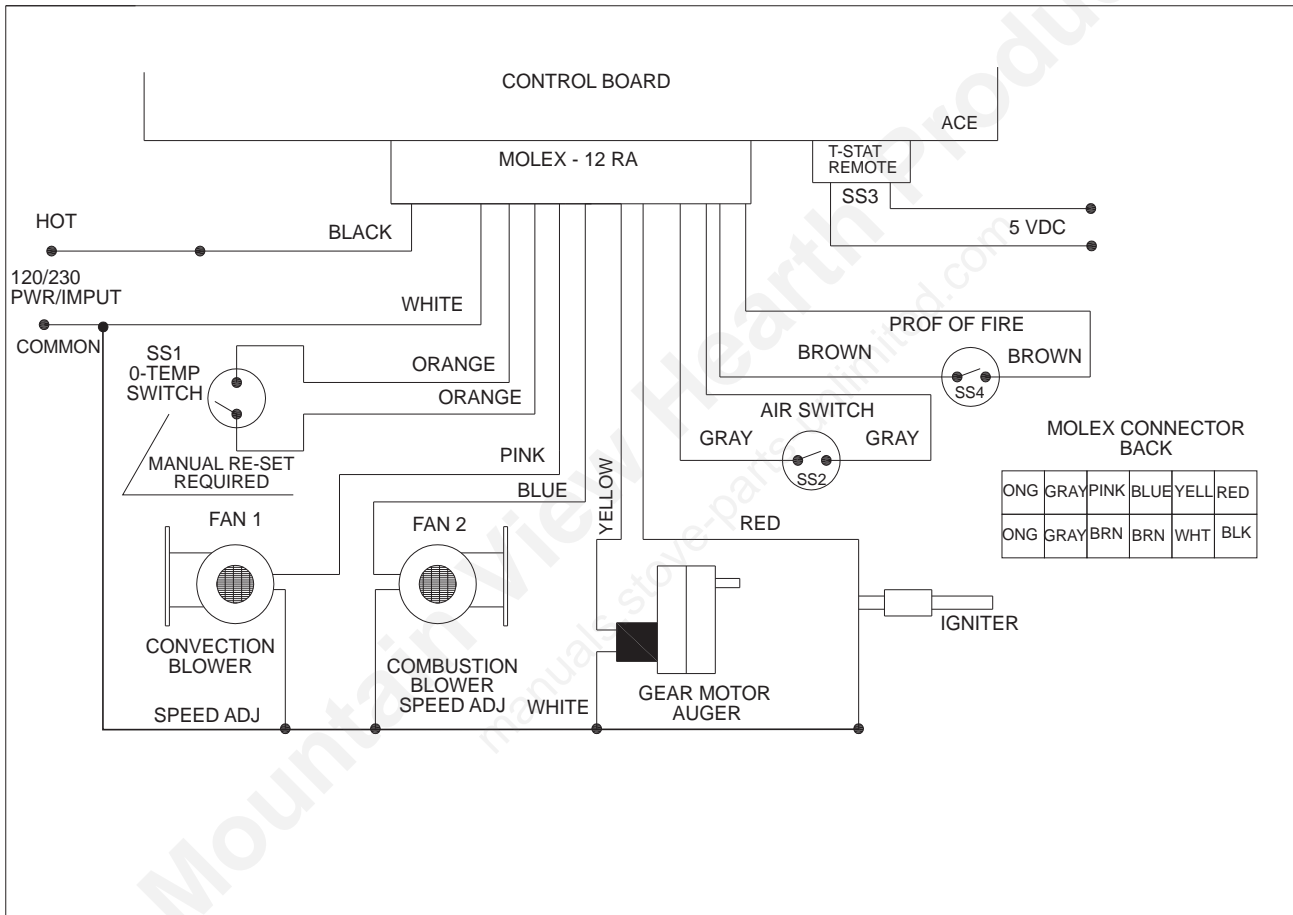 CONTROL BOARD
ACE
MOLEX - 12 RA
T-STAT
REMOTE
SS3
HOT
BLACK
5 VDC
120/230
PWR/IMPUT
WHITE
COMMON
PROF OF FIRE
SS1
0-TEMP
SWITCH
ORANGE
ORANGE
BROWN
BROWN
SS4
AIR SWITCH
GRAY
GRAY
SS2
MANUAL RE-SET
REQUIRED
PINK
BLUE
YELLOW
RED
MOLEX CONNECTOR
BACK
ONG GRAY PINK BLUE YELL RED
ONG GRAY BRN BRN WHT BLK
FAN 1
FAN 2
CONVECTION
BLOWER
SPEED ADJ
COMBUSTION
BLOWER
SPEED ADJ
WHITE
GEAR MOTOR
AUGER
IGNITER
Mountain View Hearth Produ
manuals.stove-parts-unlimited.com